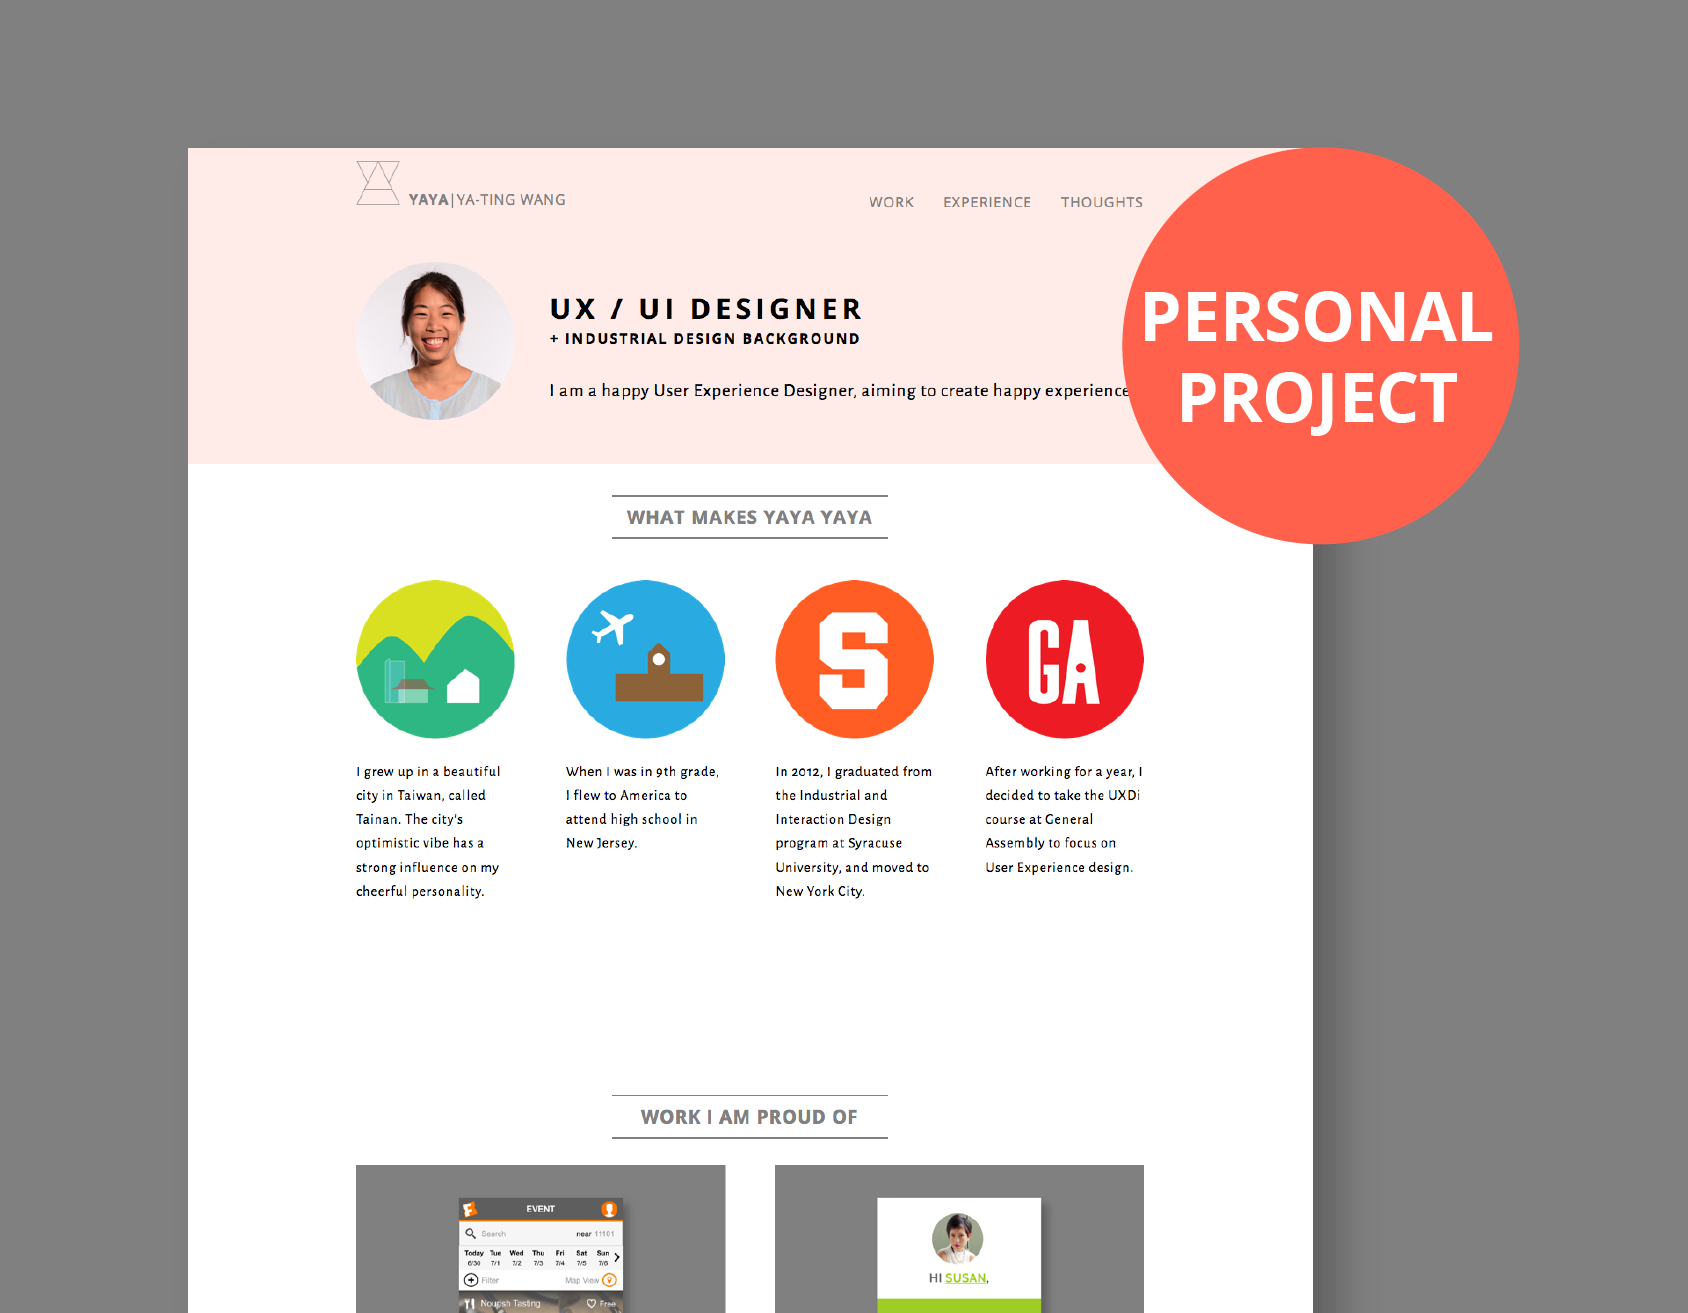 YAYA|YA-TING WANG
WORK EXPERIENCE THOUGHTS
PERSONAL
PROJECT
UX / UI DESIGNER
+ INDUSTRIAL DESIGN BACKGROUND
I am a happy User Experience Designer, aiming to create happy experience
WHAT MAKES YAYA YAYA
S
GA
I grew up in a beautiful
city in Taiwan, called
Tainan. The city's
optimistic vibe has a
strong influence on my
cheerful personality.
When I was in 9th grade,
I flew to America to
attend high school in
New Jersey.
In 2012, I graduated from
the Industrial and
Interaction Design
program at Syracuse
University, and moved to
New York City.
After working for a year, I
decided to take the UXDi
course at General
Assembly to focus on
User Experience design.
WORK I AM PROUD OF
EVENT
Search near 11101
Today Tue Wed Thu Fri Sat Sun
6/30 7/1 7/2 7/3 7/4 7/5 7/6
Filter Map View
Nourish Tasting Free
HI SUSAN,